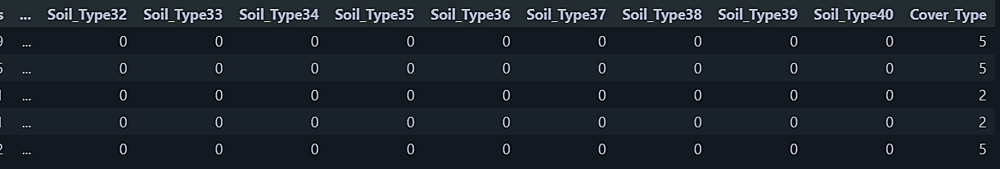 s ... Soil_Type32 Soil_Type33 Soil_Type34 Soil_Type35 Soil_Type36 Soil_Type37 Soil_Type38 Soil_Type39 Soil_Type40 Cover_Type
9 ... 0 0 0 0 0 0 0 0 0 5
5 ... 0 0 0 0 0 0 0 0 0 5
1 ... 0 0 0 0 0 0 0 0 0 2
1 ... 0 0 0 0 0 0 0 0 0 2
2 ... 0 0 0 0 0 0 0 0 0 5